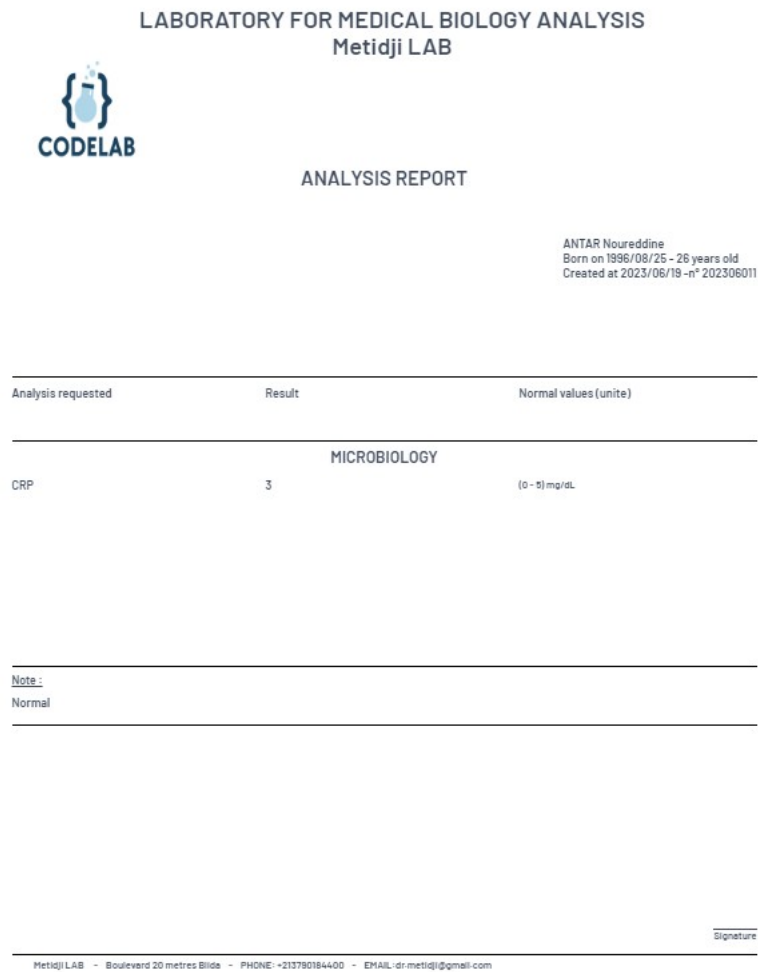 LABORATORY FOR MEDICAL BIOLOGY ANALYSIS
Metidji LAB
CODELAB
ANALYSIS REPORT
ANTAR Noureddine
Born on 1996/08/25 - 26 years old
Created at 2023/06/19 -n° 202306011
Analysis requested Result Normal values (unite)
MICROBIOLOGY
CRP 3 (0 - 5) mg/dL
Note :
Normal
Signature
Metidji LAB - Boulevard 20 metres Blida - PHONE: +213790184400 - EMAIL:dr.metidji@gmail.com